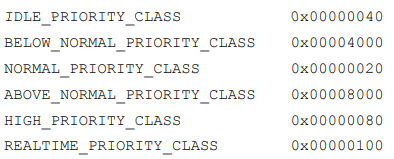 IDLE_PRIORITY_CLASS 0x00000040
BELOW_NORMAL_PRIORITY_CLASS 0x00004000
NORMAL_PRIORITY_CLASS 0x00000020
ABOVE_NORMAL_PRIORITY_CLASS 0x00008000
HIGH_PRIORITY_CLASS 0x00000080
REALTIME_PRIORITY_CLASS 0x00000100